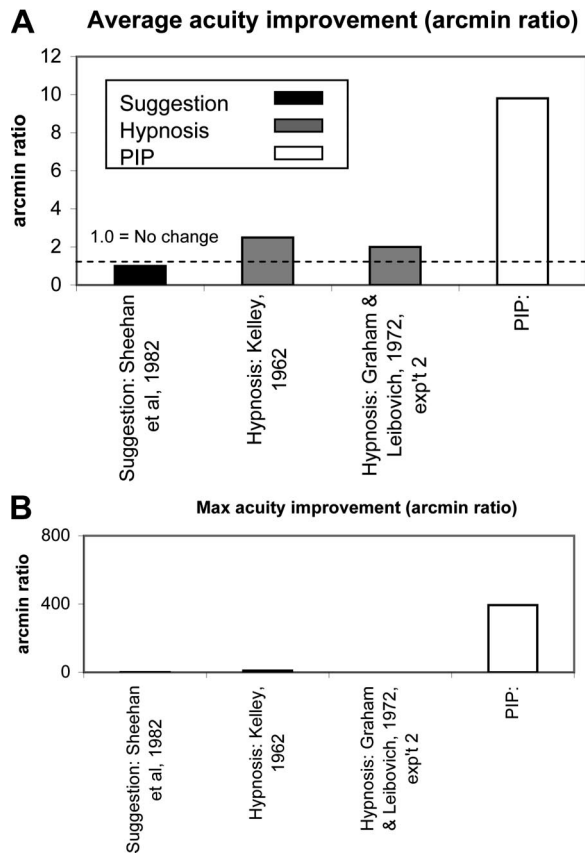 A
Average acuity improvement (arcmin ratio)
arcmin ratio
12
10
8
6
4
2
0
Suggestion
Hypnosis
PIP
1.0 = No change
Suggestion: Sheehan
et al, 1982
Hypnosis: Kelley,
1962
Hypnosis: Graham &
Leibovich, 1972,
exp't 2
PIP:
B
Max acuity improvement (arcmin ratio)
arcmin ratio
800
400
0
Suggestion: Sheehan
et al, 1982
Hypnosis: Kelley,
1962
Hypnosis: Graham
& Leibovich, 1972,
exp't 2
PIP: